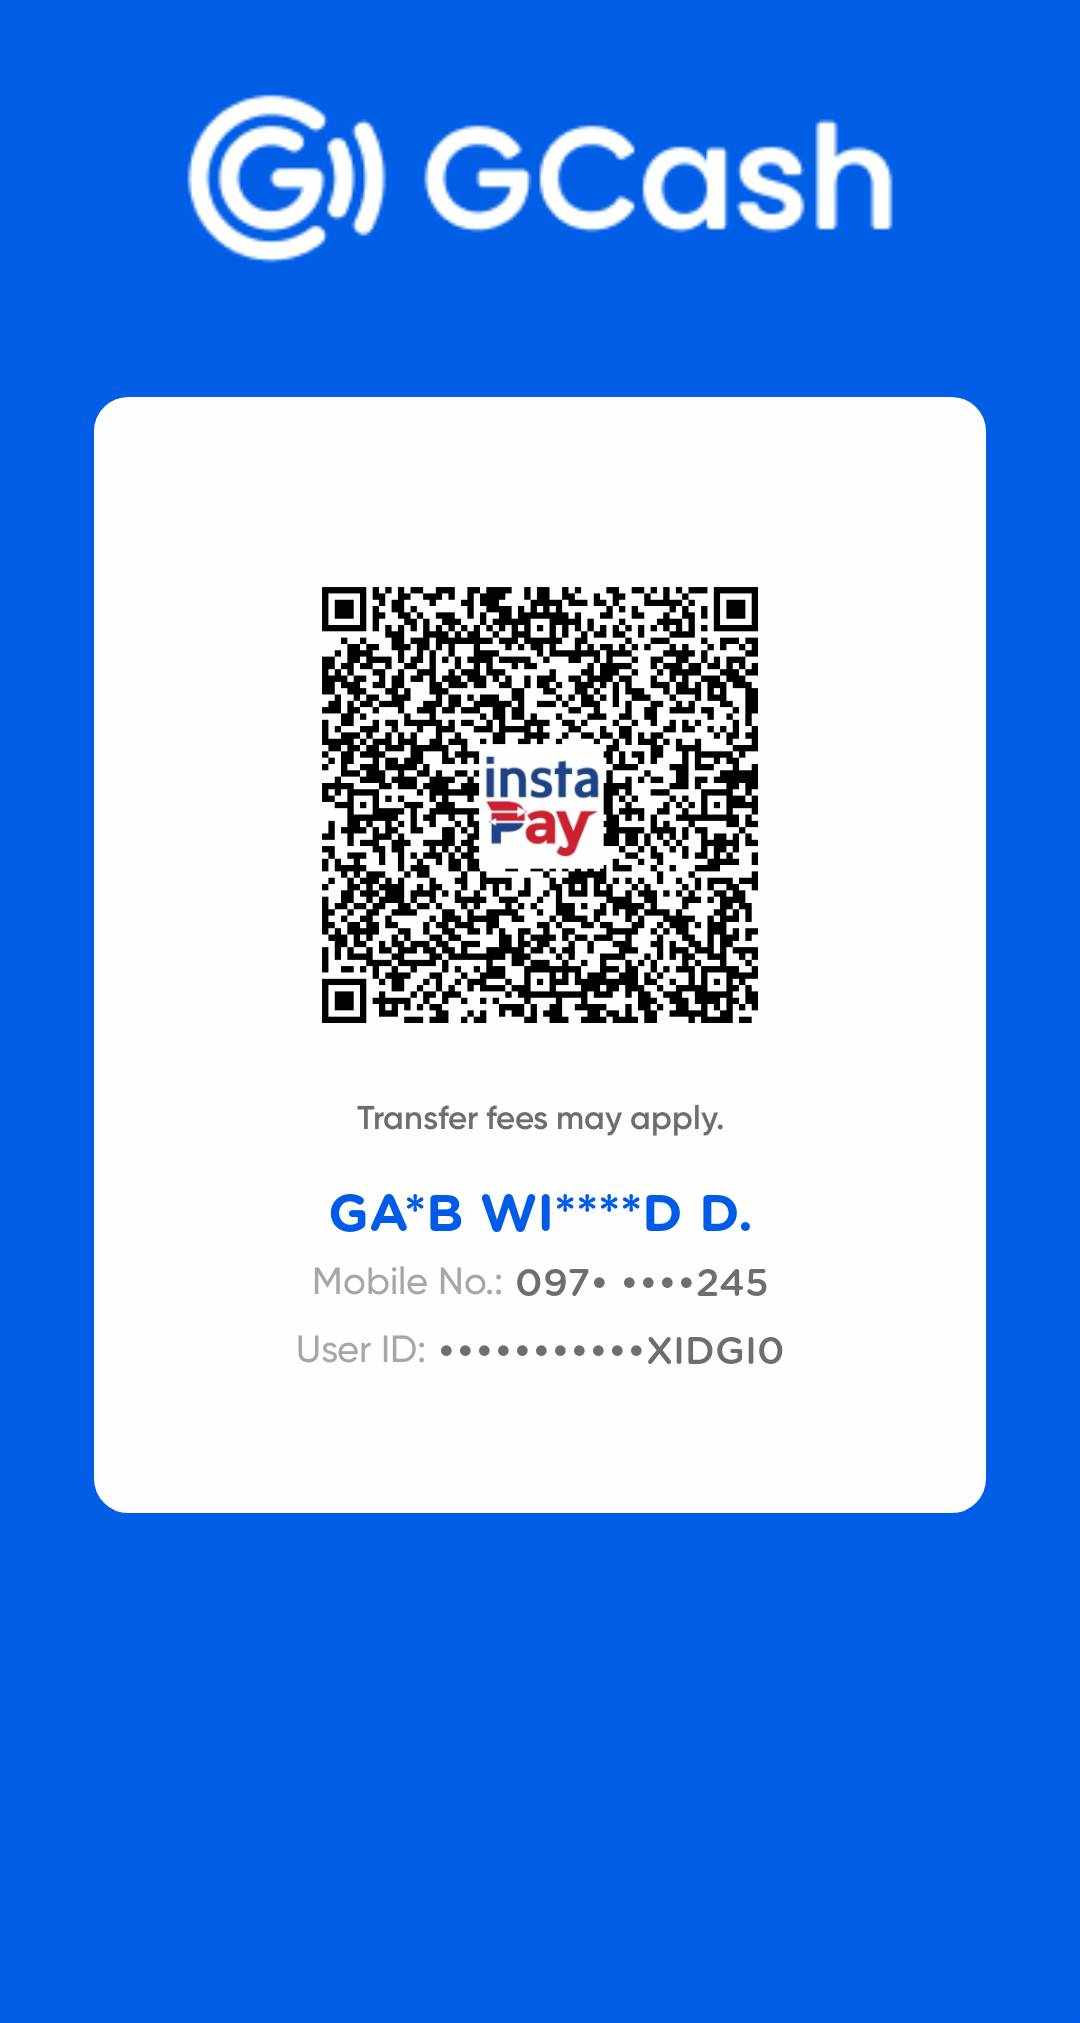 GCash
insta
Pay
Transfer fees may apply.
GA*B WI****D D.
Mobile No.: 097• ••••245
User ID: •••••••••••XIDGI0